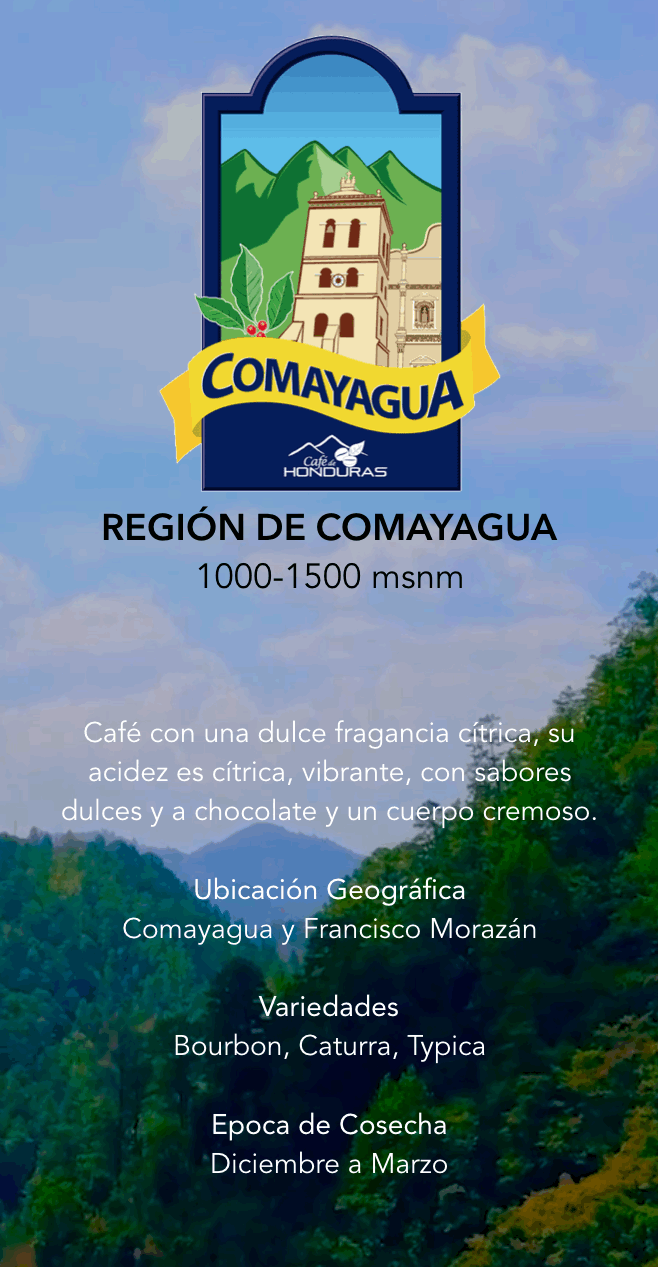 COMAYAGUA
Café de
HONDURAS
REGIÓN DE COMAYAGUA
1000-1500 msnm
Café con una dulce fragancia cítrica, su
acidez es cítrica, vibrante, con sabores
dulces y a chocolate y un cuerpo cremoso.
Ubicación Geográfica
Comayagua y Francisco Morazán
Variedades
Bourbon, Caturra, Typica
Epoca de Cosecha
Diciembre a Marzo